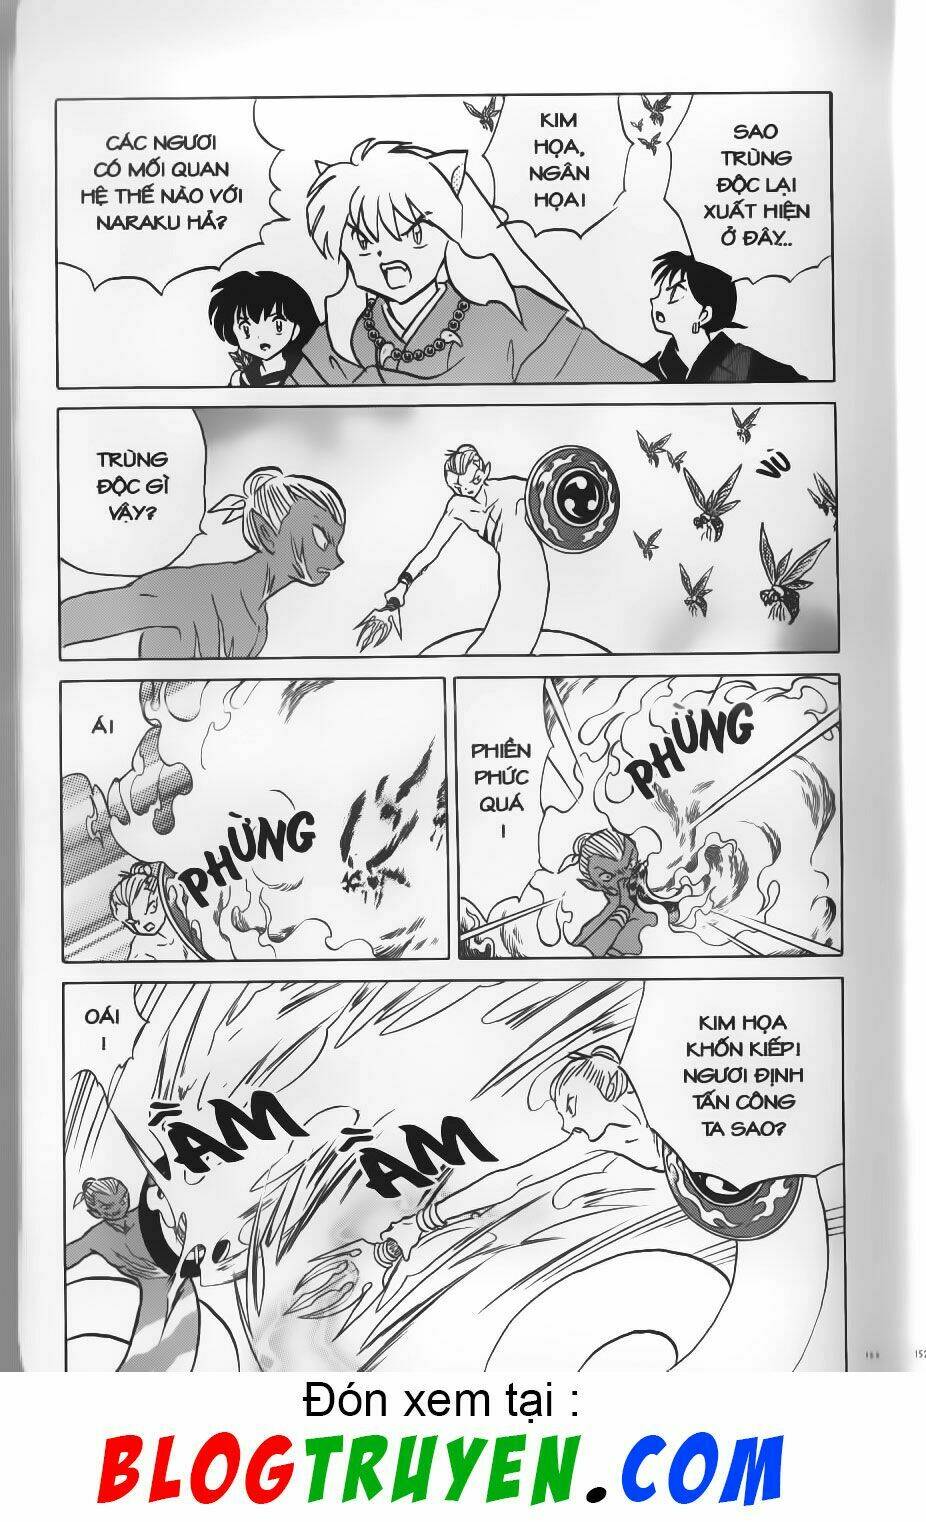 SAO
TRÙNG
ĐỘC LẠI
XUẤT HIỆN
Ở ĐÂY...
KIM
HỌA,
NGÂN
HỌA!
CÁC NGƯƠI
CÓ MỐI QUAN
HỆ THẾ NÀO VỚI
NARAKU HẢ?
VÙ
TRÙNG
ĐỘC GÌ
VẬY?
PHỪNG
PHIỀN
PHỨC
QUÁ
!
ÁI
PHỪNG
KIM HỌA
KHỐN KIẾP!
NGƯƠI ĐỊNH
TẤN CÔNG
TA SAO?
ẦM
ẦM
OÁI
!
152
Đón xem tại :
BLOGTRUYEN.COM